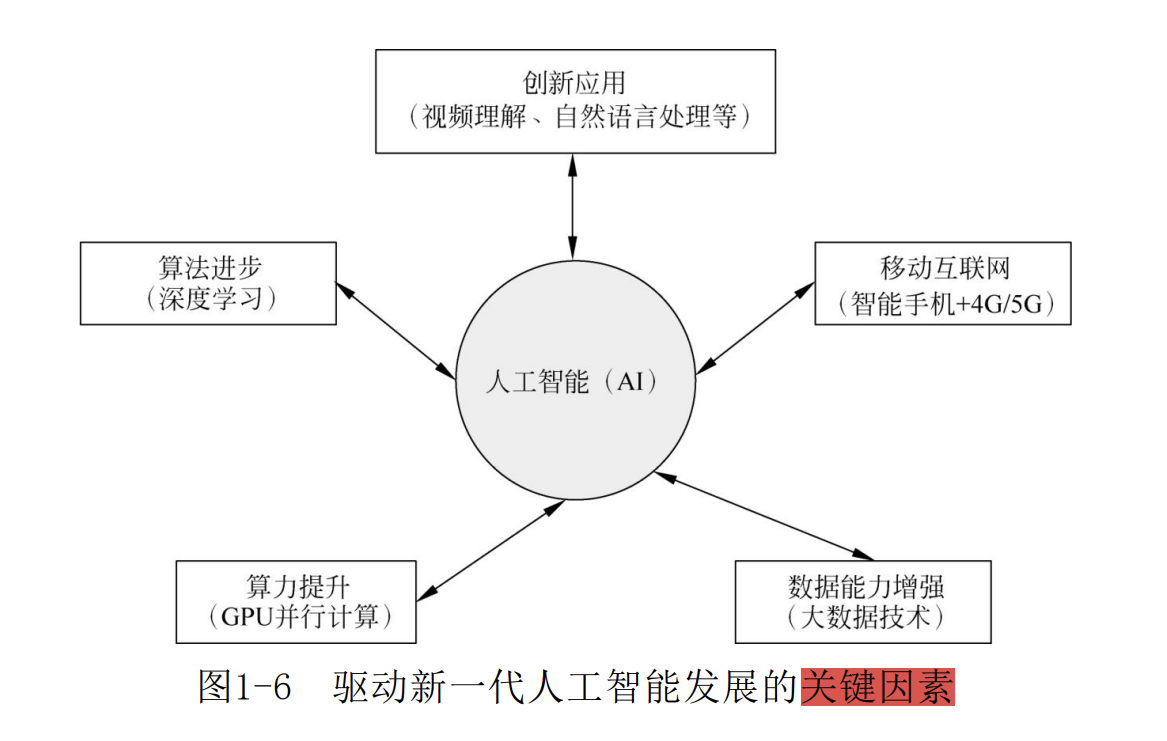 创新应用
（视频理解、自然语言处理等）
算法进步
（深度学习）
移动互联网
（智能手机+4G/5G）
人工智能（AI）
算力提升
（GPU并行计算）
数据能力增强
（大数据技术）
图1-6 驱动新一代人工智能发展的关键因素